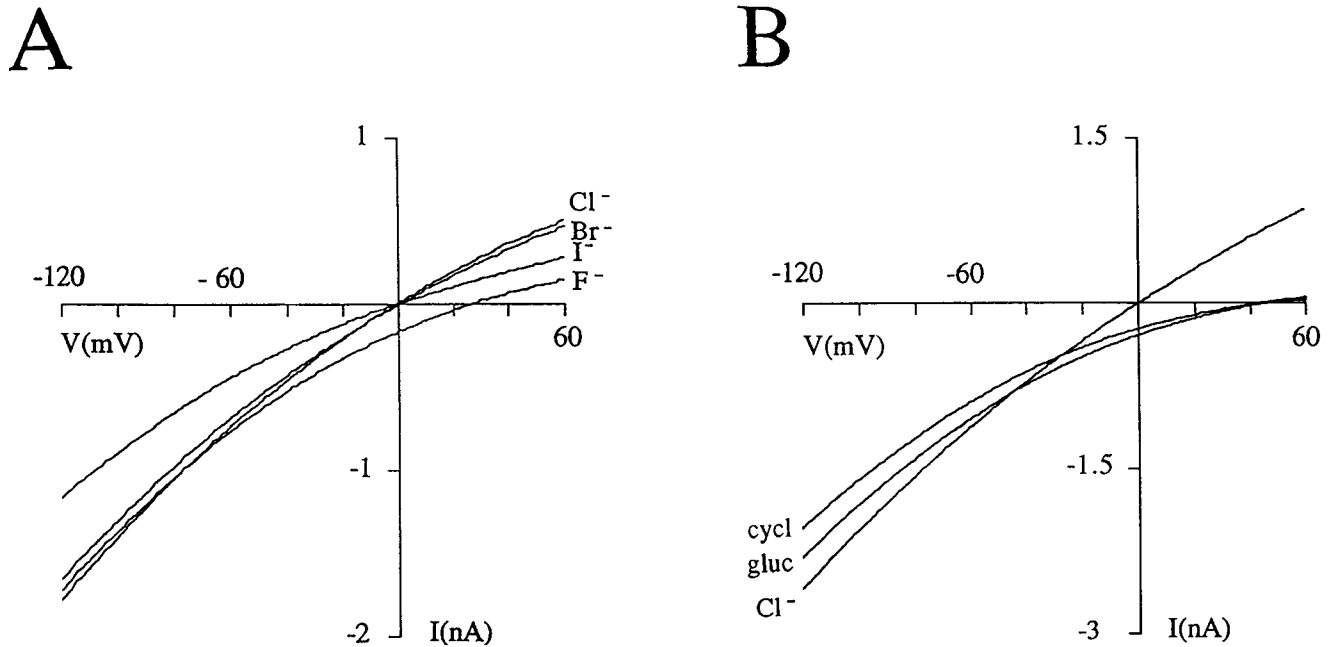 A
B
1
Cl⁻
Br⁻
I⁻
F⁻
-120
- 60
V(mV)
60
-1
-2
I(nA)
1.5
-120
-60
V(mV)
60
-1.5
cycl
gluc
Cl⁻
-3
I(nA)